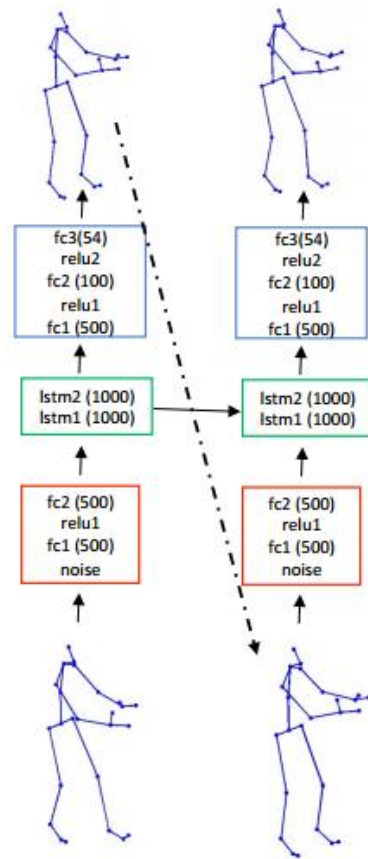 fc3(54)
relu2
fc2 (100)
relu1
fc1 (500)
lstm2 (1000)
lstm1 (1000)
fc2 (500)
relu1
fc1 (500)
noise
fc3(54)
relu2
fc2 (100)
relu1
fc1 (500)
lstm2 (1000)
lstm1 (1000)
fc2 (500)
relu1
fc1 (500)
noise